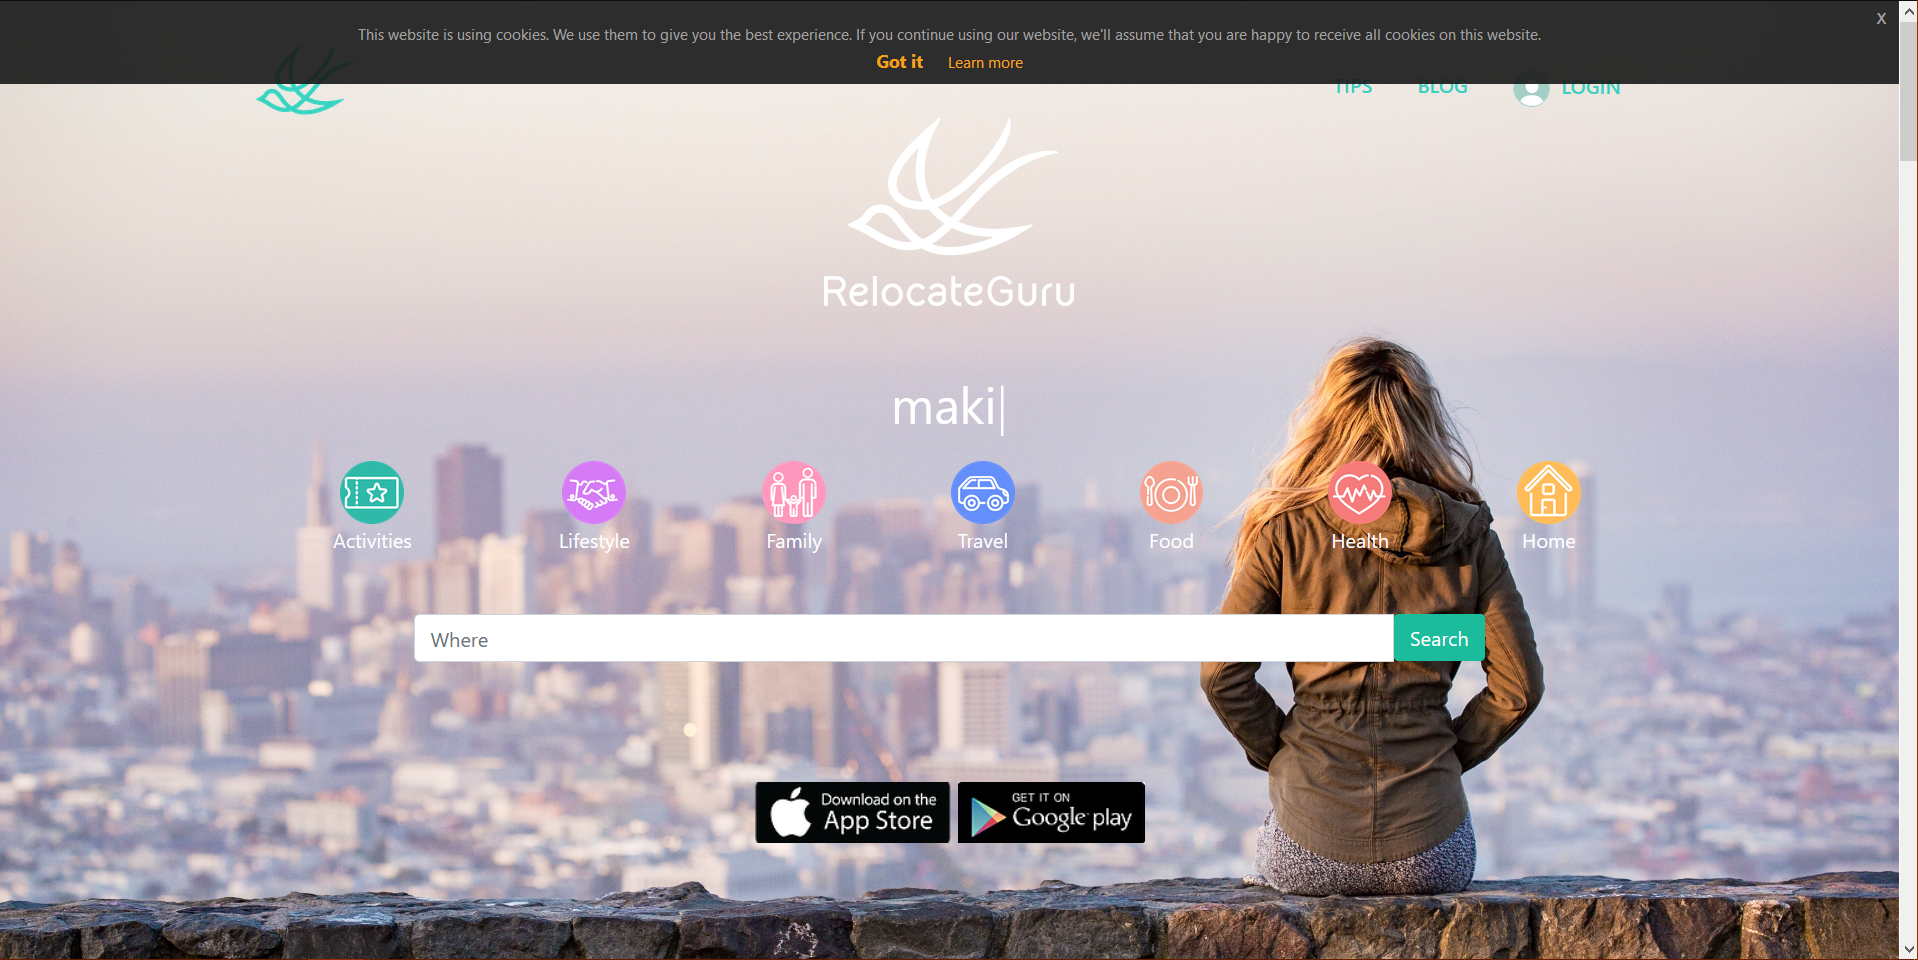 This website is using cookies. We use them to give you the best experience. If you continue using our website, we'll assume that you are happy to receive all cookies on this website.
x
Got it Learn more
TIPS BLOG LOGIN
RelocateGuru
maki
Activities Lifestyle Family Travel Food Health Home
Where Search
Download on the
App Store
GET IT ON
Google play